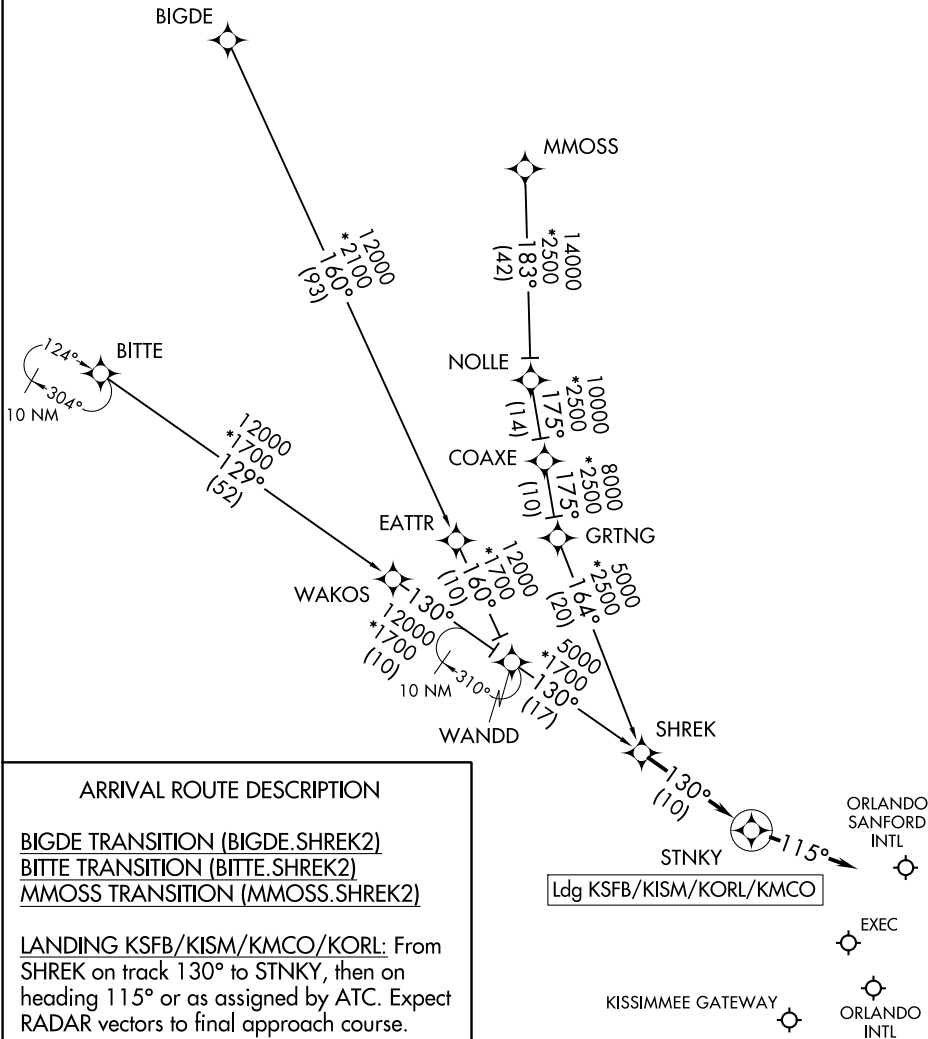 BIGDE
MMOSS
12000
*2100
160°
(93)
14000
*2500
183°
(42)
124°
BITTE
304°
10 NM
NOLLE
10000
*2500
175°
(14)
12000
*1700
129°
(52)
COAXE
8000
*2500
175°
(10)
EATTR
GRTNG
12000
*1700
160°
(10)
5000
*2500
164°
(20)
WAKOS
130°
12000
*1700
(10)
310°
10 NM
5000
*1700
130°
(17)
WANDD
SHREK
130°
(10)
STNKY
115°
Ldg KSFB/KISM/KORL/KMCO
ORLANDO
SANFORD
INTL
EXEC
KISSIMMEE GATEWAY
ORLANDO
INTL
ARRIVAL ROUTE DESCRIPTION
BIGDE TRANSITION (BIGDE.SHREK2)
BITTE TRANSITION (BITTE.SHREK2)
MMOSS TRANSITION (MMOSS.SHREK2)
LANDING KSFB/KISM/KMCO/KORL: From
SHREK on track 130° to STNKY, then on
heading 115° or as assigned by ATC. Expect
RADAR vectors to final approach course.